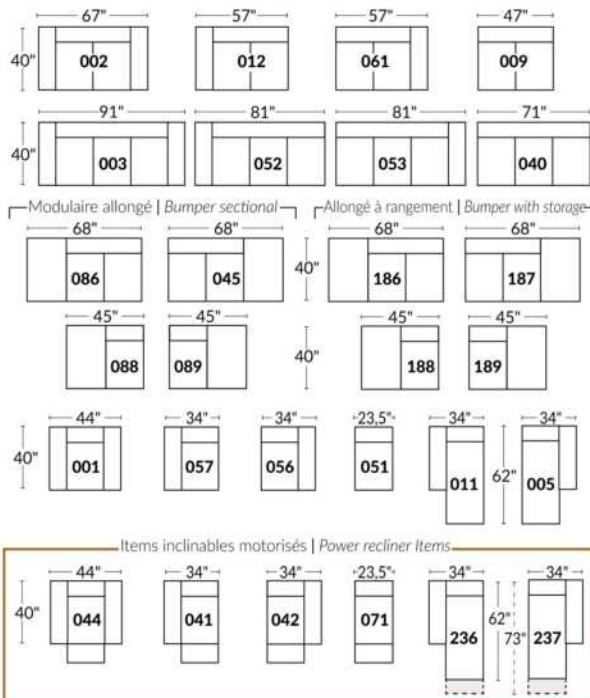 67" 57" 57" 47"
40" 002 012 061 009
91" 81" 81" 71"
40" 003 052 053 040
Modulaire allongé | Bumper sectional Allongé à rangement | Bumper with storage
68" 68" 68" 68"
086 045 40" 186 187
45" 45" 45" 45"
088 089 40" 188 189
44" 34" 34" 23,5" 34" 34"
40" 001 057 056 051 011 62" 005
Items inclinables motorisés | Power recliner Items
44" 34" 34" 23,5" 34" 34"
40" 044 041 042 071 236 62" 73" 237